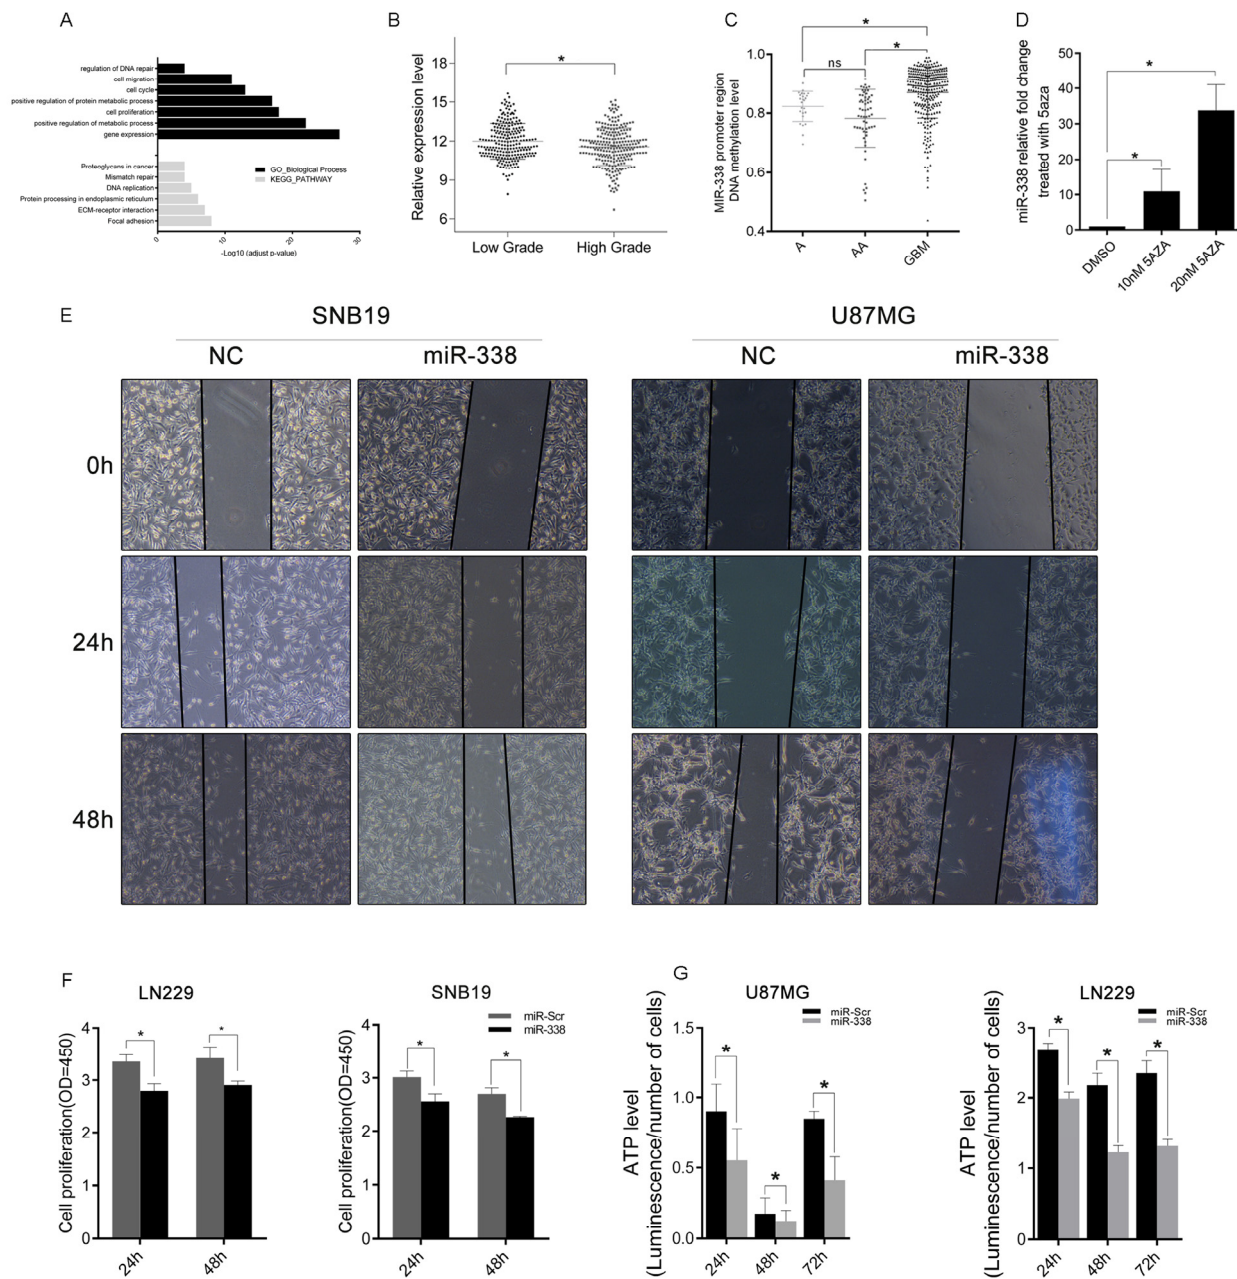 A
regulation of DNA repair
cell migration
cell cycle
positive regulation of protein metabolic process
cell proliferation
positive regulation of metabolic process
gene expression
Proteoglycans in cancer
Mismatch repair
DNA replication
Protein processing in endoplasmic reticulum
ECM-receptor interaction
Focal adhesion
GO_Biological Process
KEGG_PATHWAY
0 10 20 30
-Log10 (adjust p-value)
B
Relative expression level
18
15
12
9
6
*
Low Grade High Grade
C
MIR-338 promoter region
DNA methylation level
1.0
0.8
0.6
0.4
*
*
ns
A AA GBM
D
miR-338 relative fold change
treated with 5aza
50
40
30
20
10
0
*
*
DMSO 10nM 5AZA 20nM 5AZA
E
SNB19 U87MG
NC miR-338 NC miR-338
0h
24h
48h
F
LN229
Cell proliferation(OD=450)
4
3
2
1
0
* *
24h 48h
SNB19
miR-Scr
miR-338
Cell proliferation(OD=450)
4
3
2
1
0
* *
24h 48h
G
U87MG
miR-Scr
miR-338
ATP level
(Luminescence/number of cells)
1.5
1.0
0.5
0.0
* * *
24h 48h 72h
LN229
miR-Scr
miR-338
ATP level
(Luminescence/number of cells)
3
2
1
0
* * *
24h 48h 72h